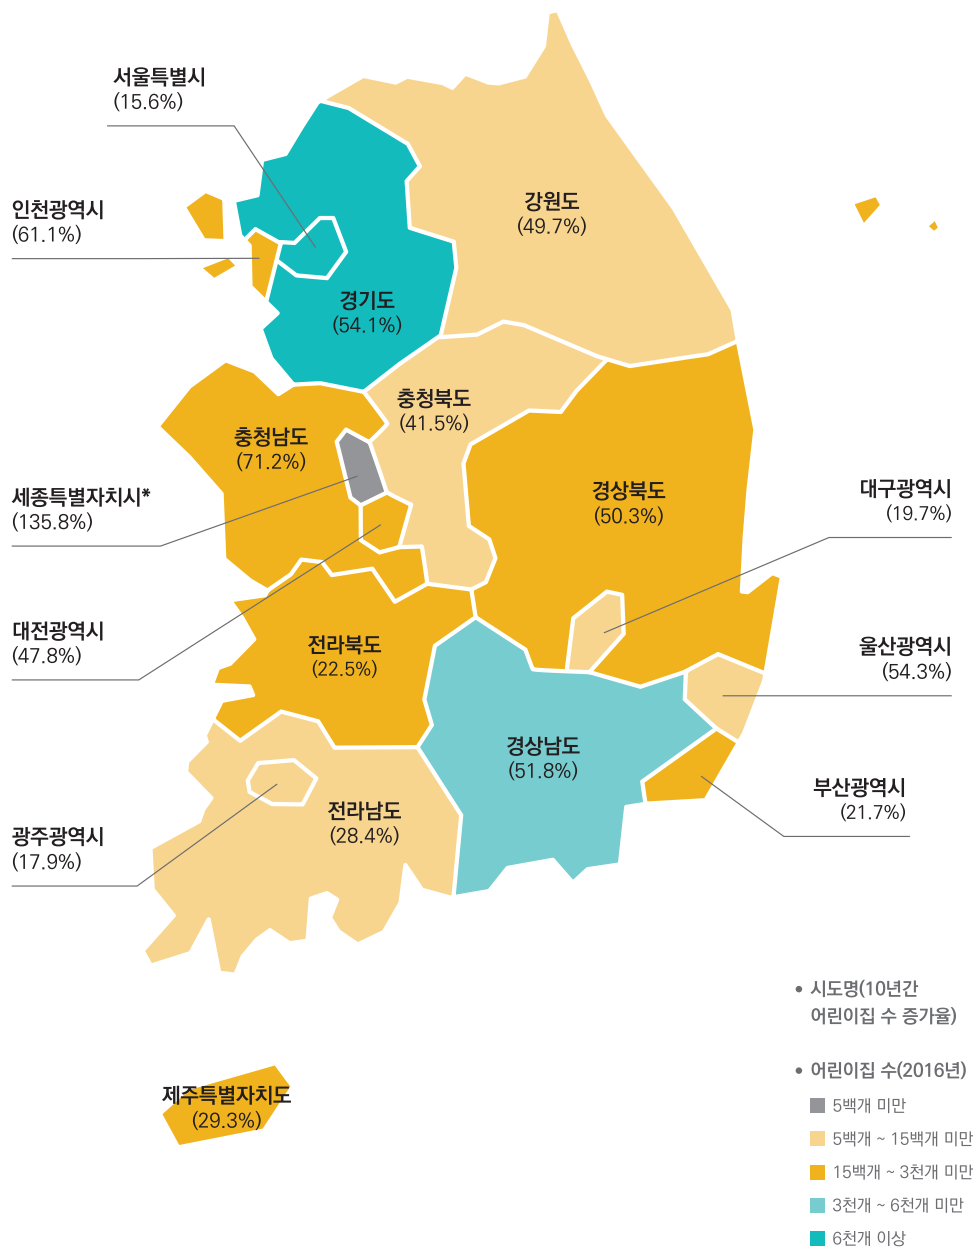 서울특별시
(15.6%)
인천광역시
(61.1%)
강원도
(49.7%)
경기도
(54.1%)
충청북도
(41.5%)
충청남도
(71.2%)
세종특별자치시*
(135.8%)
경상북도
(50.3%)
대구광역시
(19.7%)
대전광역시
(47.8%)
전라북도
(22.5%)
울산광역시
(54.3%)
경상남도
(51.8%)
부산광역시
(21.7%)
전라남도
(28.4%)
광주광역시
(17.9%)
제주특별자치도
(29.3%)
• 시도명(10년간
어린이집 수 증가율)
• 어린이집 수(2016년)
5백개 미만
5백개 ~ 15백개 미만
15백개 ~ 3천개 미만
3천개 ~ 6천개 미만
6천개 이상